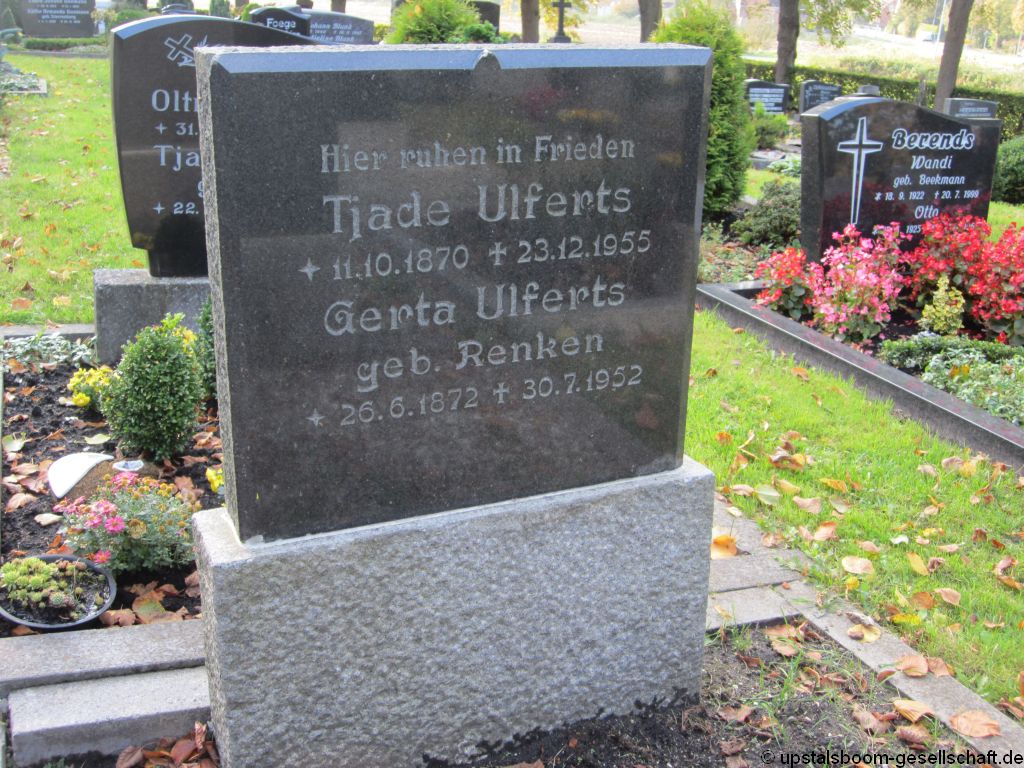 Hier ruhen in Frieden
Tjade Ulferts
✦ 11.10.1870 ✝ 23.12.1955
Gerta Ulferts
geb. Renken
✦ 26.6.1872 ✝ 30.7.1952
Berends
Wandi
geb. Beekmann
✦ 18. 9. 1922 ✝ 20. 7. 1999
Otto
Foege
© upstalsboom-gesellschaft.de